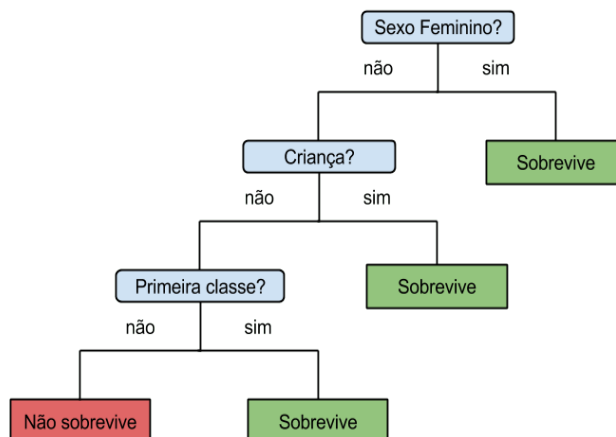 Sexo Feminino?
não
sim
Criança?
Sobrevive
não
sim
Primeira classe?
Sobrevive
não
sim
Não sobrevive
Sobrevive